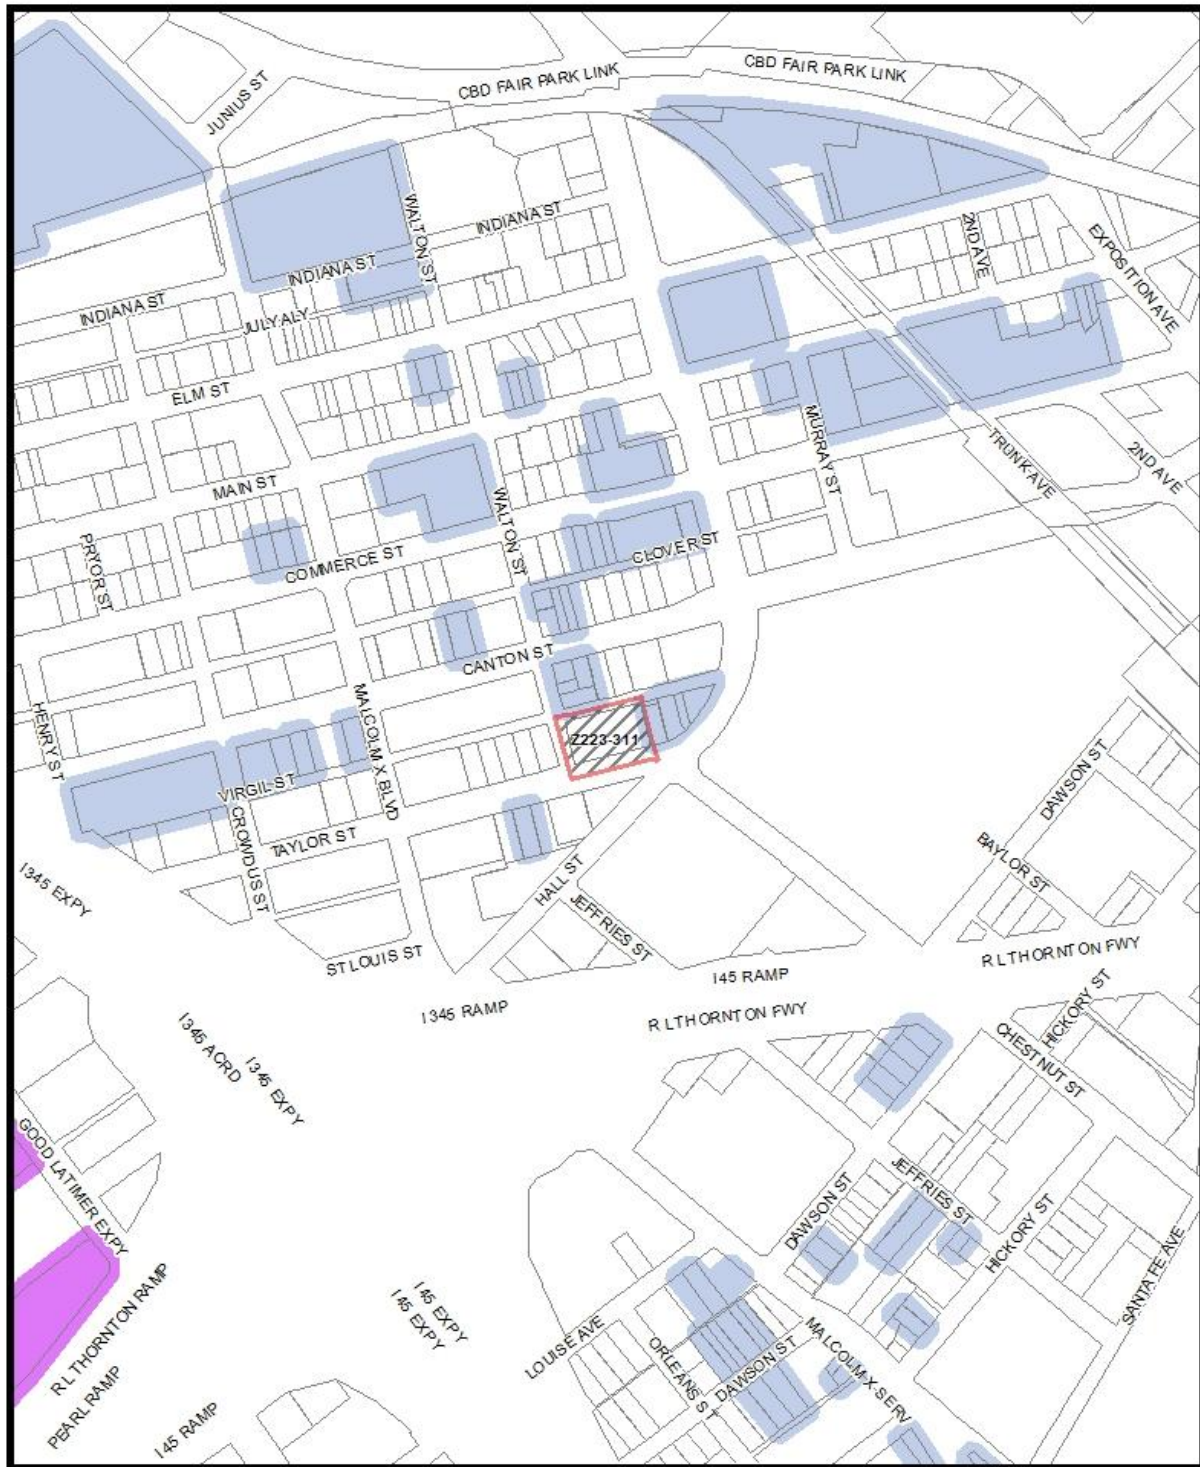 CBD FAIR PARK LINK
CBD FAIR PARK LINK
JUNIUS ST
WALTON ST
INDIANA ST
2ND AVE
EXPOSITION AVE
INDIANA ST
INDIANA ST
JULY ALY
ELM ST
MURRAY ST
TRUNK AVE
2ND AVE
MAIN ST
WALTON ST
PRYOR ST
COMMERCE ST
CLOVER ST
CANTON ST
HENRY ST
MALCOLM X BLVD
Z223-311
DAWSON ST
VIRGIL ST
CROWDUS ST
TAYLOR ST
BAYLOR ST
I345 EXPY
HALL ST
JEFFRIES ST
ST LOUIS ST
R L THORNTON FWY
I45 RAMP
I345 RAMP
R L THORNTON FWY
HICKORY ST
CHESTNUT ST
I345 ACRD
I345 EXPY
GOOD LATIMER EXPY
JEFFRIES ST
DAWSON ST
HICKORY ST
SANTA FE AVE
R L THORNTON RAMP
PEARL RAMP
I45 EXPY
I45 EXPY
LOUISE AVE
ORLEANS ST
DAWSON ST
MALCOLM X SERV
I45 RAMP